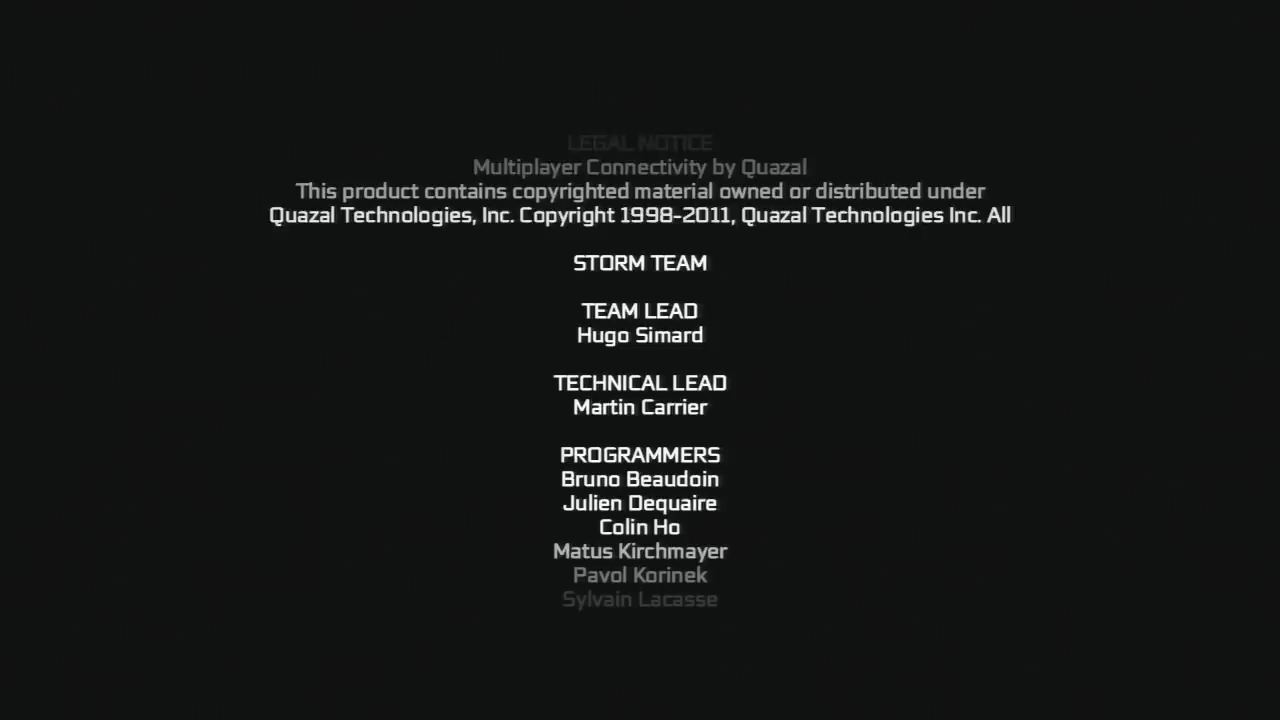 LEGAL NOTICE
Multiplayer Connectivity by Quazal
This product contains copyrighted material owned or distributed under
Quazal Technologies, Inc. Copyright 1998-2011, Quazal Technologies Inc. All
STORM TEAM
TEAM LEAD
Hugo Simard
TECHNICAL LEAD
Martin Carrier
PROGRAMMERS
Bruno Beaudoin
Julien Dequaire
Colin Ho
Matus Kirchmayer
Pavol Korinek
Sylvain Lacasse